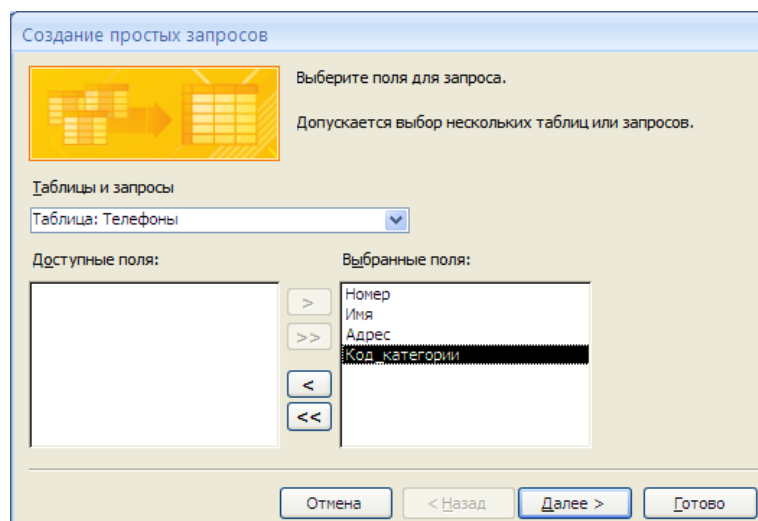 Создание простых запросов
Выберите поля для запроса.
Допускается выбор нескольких таблиц или запросов.
Таблицы и запросы
Таблица: Телефоны
Доступные поля:
Выбранные поля:
Номер
Имя
Адрес
Код_категории
>
>>
<
<<
Отмена
< Назад
Далее >
Готово